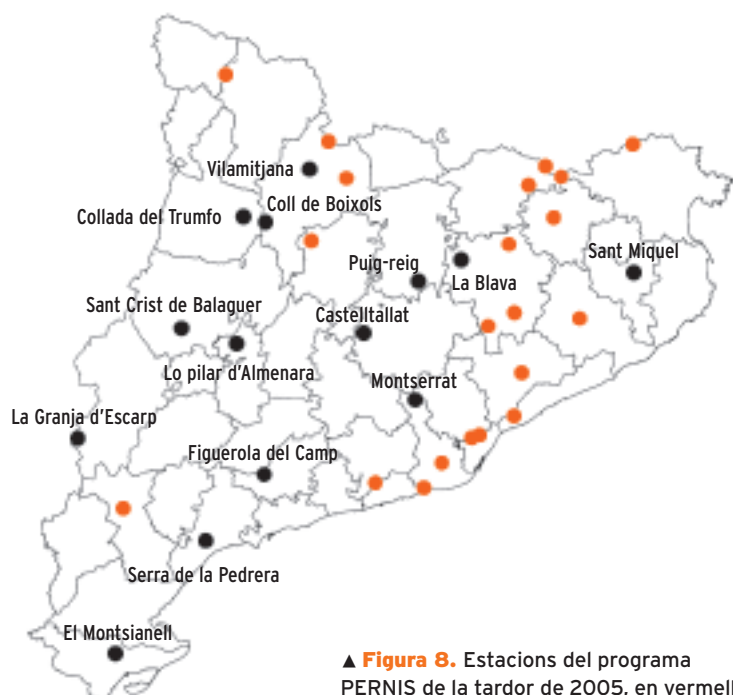 Vilamitjana
Coll de Boixols
Collada del Trumfo
Puig-reig
La Blava
Sant Miquel
Sant Crist de Balaguer
Castelltallat
Lo pilar d'Almenara
Montserrat
La Granja d'Escarp
Figuerola del Camp
Serra de la Pedrera
El Montsianell
▲ Figura 8. Estacions del programa
PERNIS de la tardor de 2005, en vermell